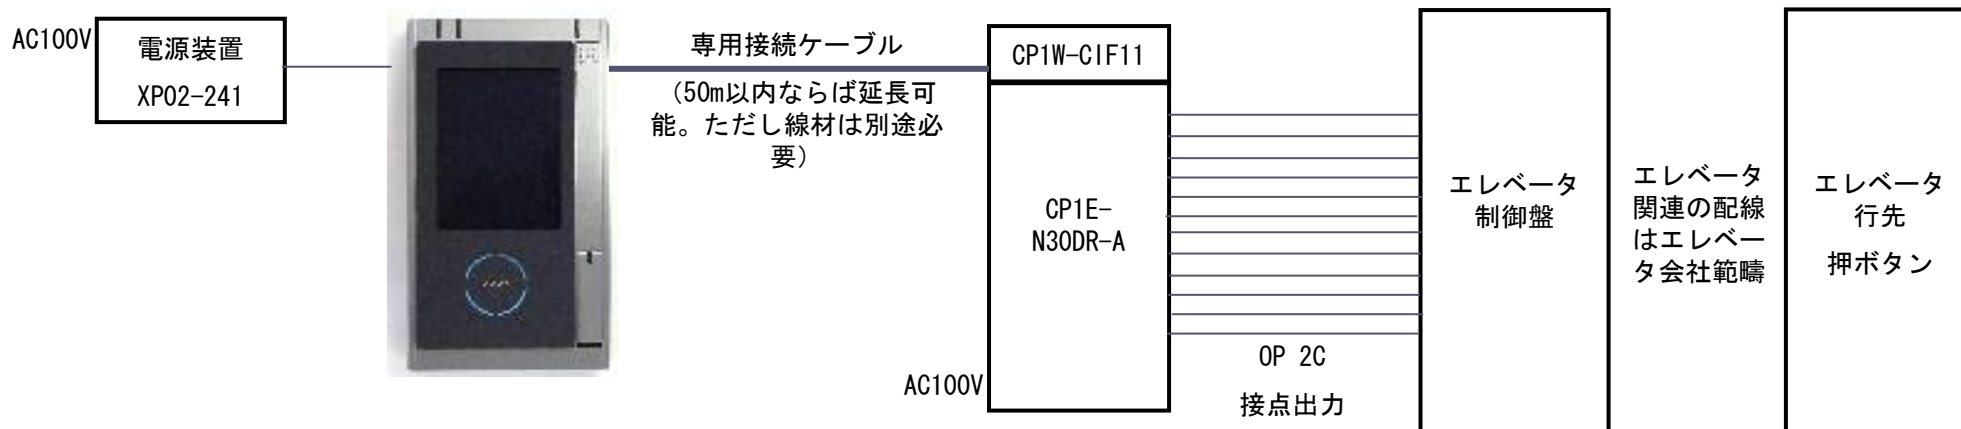 AC100V
電源装置
XP02-241
専用接続ケーブル
（50m以内ならば延長可
能。ただし線材は別途必
要）
CP1W-CIF11
CP1E-
N30DR-A
AC100V
OP 2C
接点出力
エレベータ
制御盤
エレベータ
関連の配線
はエレベー
タ会社範疇
エレベータ
行先
押ボタン